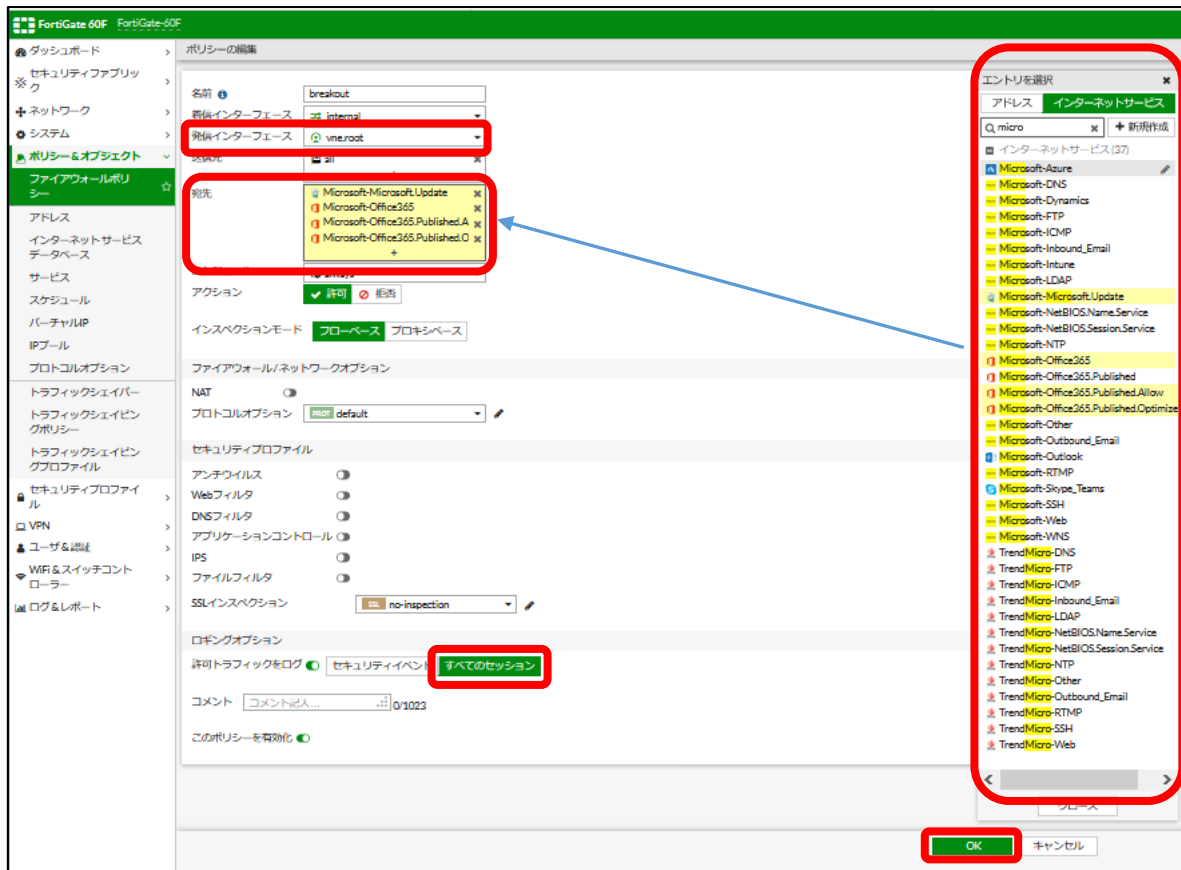 FortiGate 60F FortiGate-60F
ダッシュボード
セキュリティファブリッ
ク
ネットワーク
システム
ポリシー&オブジェクト
ファイアウォールポリ
シー
アドレス
インターネットサービス
データベース
サービス
スケジュール
バーチャルIP
IPプール
プロトコルオプション
トラフィックシェイパー
トラフィックシェイピン
グポリシー
トラフィックシェイピン
グプロファイル
セキュリティプロファイ
ル
VPN
ユーザ&認証
WiFi&スイッチコント
ローラー
ログ&レポート
ポリシーの編集
名前 breakout
着信インターフェース internal
発信インターフェース vne.root
送信元 all
宛先
Microsoft-Microsoft.Update
Microsoft-Office365
Microsoft-Office365.Published.A
Microsoft-Office365.Published.O
+
アクション 許可 拒否
インスペクションモード フローベース プロキシベース
ファイアウォール/ネットワークオプション
NAT
プロトコルオプション PROT default
セキュリティプロファイル
アンチウイルス
Webフィルタ
DNSフィルタ
アプリケーションコントロール
IPS
ファイルフィルタ
SSLインスペクション SSL no-inspection
ロギングオプション
許可トラフィックをログ セキュリティイベント すべてのセッション
コメント コメント記入... 0/1023
このポリシーを有効化
エントリを選択
アドレス インターネットサービス
micro + 新規作成
インターネットサービス (37)
Microsoft-Azure
Microsoft-DNS
Microsoft-Dynamics
Microsoft-FTP
Microsoft-ICMP
Microsoft-Inbound_Email
Microsoft-Intune
Microsoft-LDAP
Microsoft-Microsoft.Update
Microsoft-NetBIOS.Name.Service
Microsoft-NetBIOS.Session.Service
Microsoft-NTP
Microsoft-Office365
Microsoft-Office365.Published
Microsoft-Office365.Published.Allow
Microsoft-Office365.Published.Optimize
Microsoft-Other
Microsoft-Outbound_Email
Microsoft-Outlook
Microsoft-RTMP
Microsoft-Skype_Teams
Microsoft-SSH
Microsoft-Web
Microsoft-WNS
TrendMicro-DNS
TrendMicro-FTP
TrendMicro-ICMP
TrendMicro-Inbound_Email
TrendMicro-LDAP
TrendMicro-NetBIOS.Name.Service
TrendMicro-NetBIOS.Session.Service
TrendMicro-NTP
TrendMicro-Other
TrendMicro-Outbound_Email
TrendMicro-RTMP
TrendMicro-SSH
TrendMicro-Web
クローズ
OK キャンセル